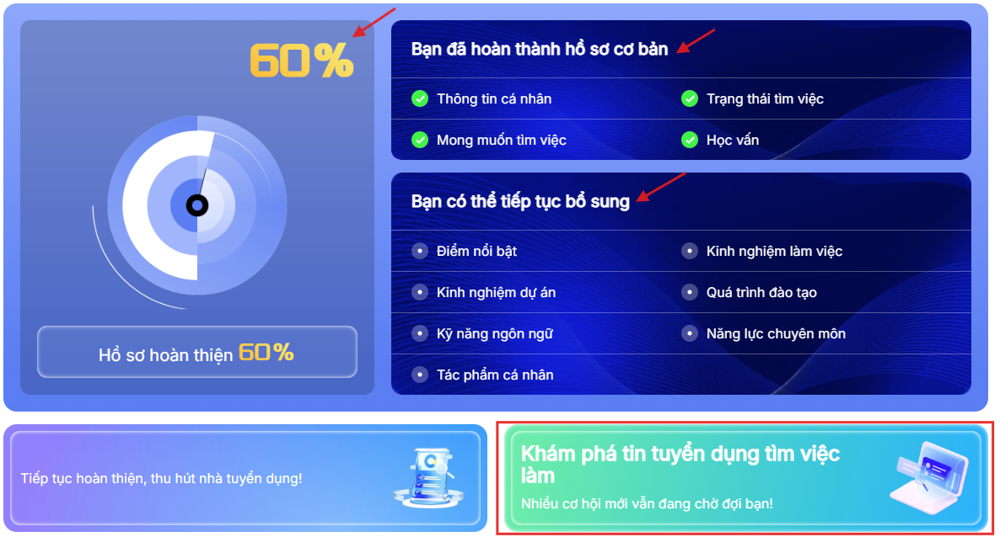 60%
Hồ sơ hoàn thiện 60%
Bạn đã hoàn thành hồ sơ cơ bản
Thông tin cá nhân
Trạng thái tìm việc
Mong muốn tìm việc
Học vấn
Bạn có thể tiếp tục bổ sung
Điểm nổi bật
Kinh nghiệm làm việc
Kinh nghiệm dự án
Quá trình đào tạo
Kỹ năng ngôn ngữ
Năng lực chuyên môn
Tác phẩm cá nhân
Tiếp tục hoàn thiện, thu hút nhà tuyển dụng!
Khám phá tin tuyển dụng tìm việc
làm
Nhiều cơ hội mới vẫn đang chờ đợi bạn!